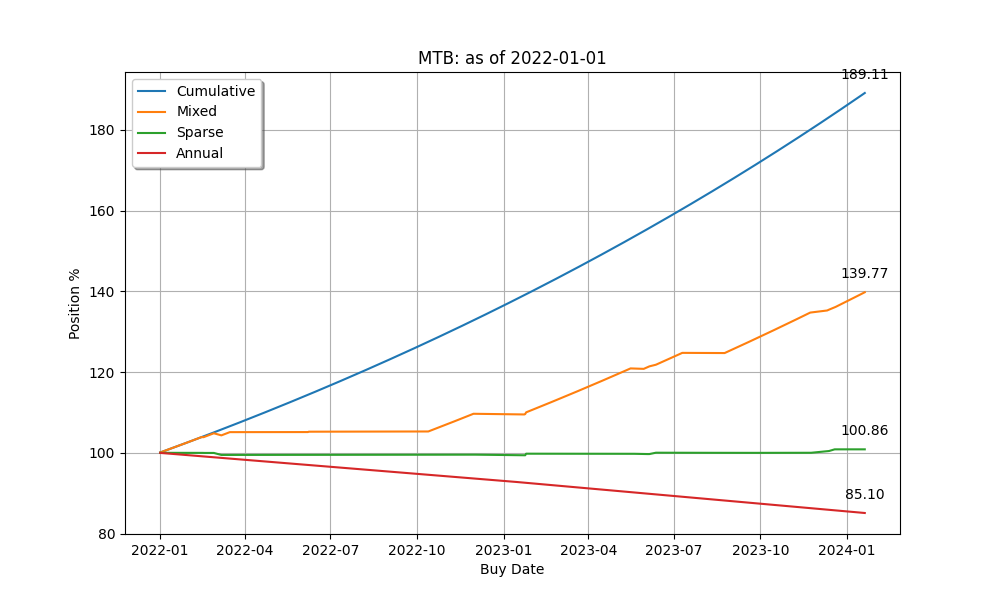 MTB: as of 2022-01-01
Cumulative
Mixed
Sparse
Annual
189.11
139.77
100.86
85.10
180
160
140
120
100
80
Position %
2022-01 2022-04 2022-07 2022-10 2023-01 2023-04 2023-07 2023-10 2024-01
Buy Date